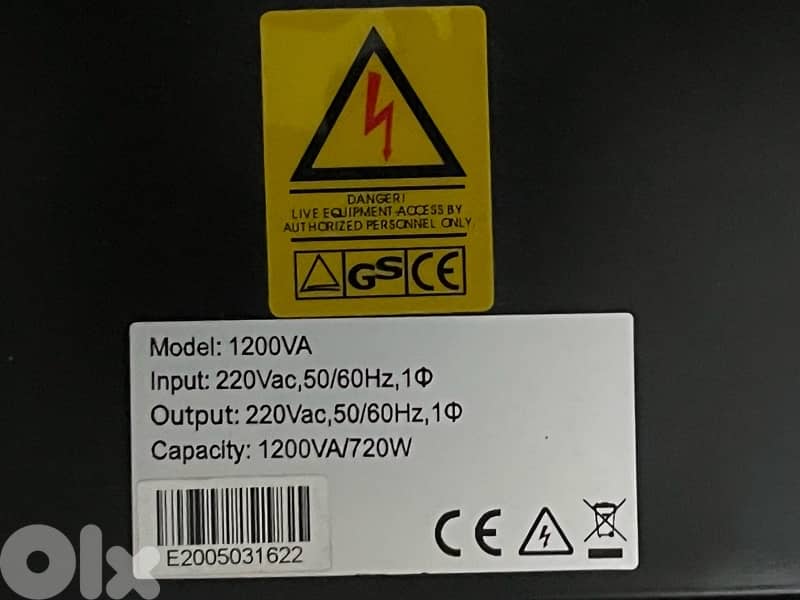 DANGER!
LIVE EQUIPMENT-ACCESS BY
AUTHORIZED PERSONNEL ONLY
GS CE
Model: 1200VA
Input: 220Vac,50/60Hz,1Φ
Output: 220Vac,50/60Hz,1Φ
Capacity: 1200VA/720W
E2005031622
CE
Olx